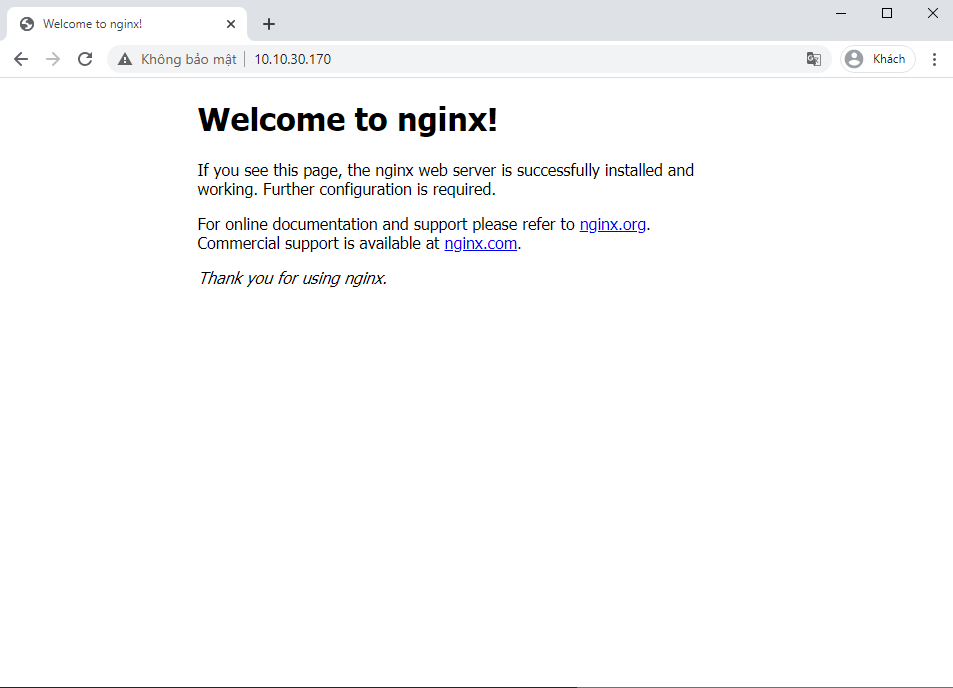 Welcome to nginx!
Không bảo mật
10.10.30.170
Khách
Welcome to nginx!
If you see this page, the nginx web server is successfully installed and
working. Further configuration is required.
For online documentation and support please refer to nginx.org.
Commercial support is available at nginx.com.
Thank you for using nginx.